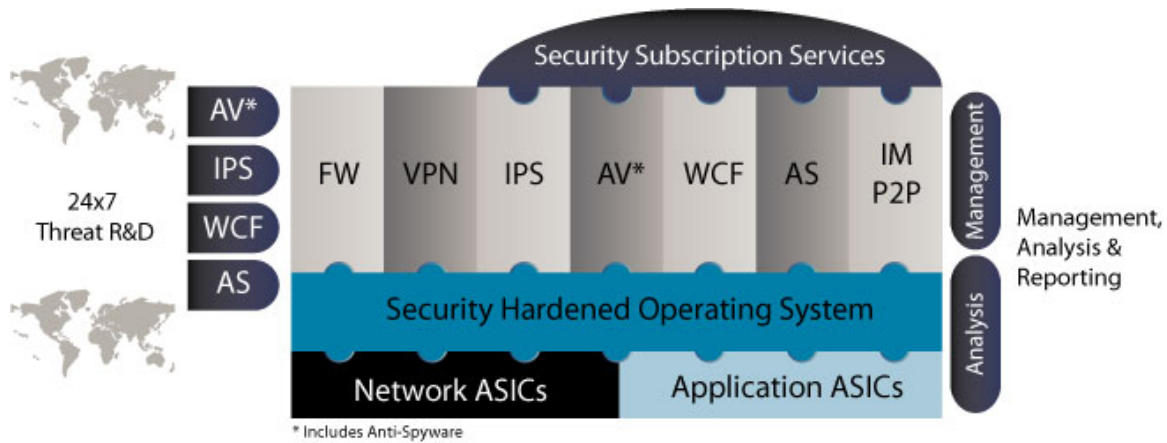 Security Subscription Services
AV*
IPS
WCF
AS
24x7
Threat R&D
FW
VPN
IPS
AV*
WCF
AS
IM
P2P
Management
Analysis
Management,
Analysis &
Reporting
Security Hardened Operating System
Network ASICs
Application ASICs
* Includes Anti-Spyware